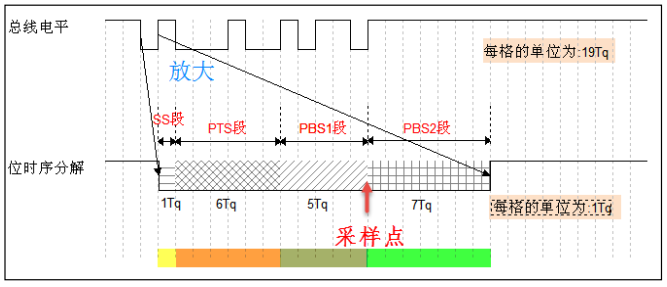 总线电平
每格的单位为:19Tq
放大
SS段
PTS段
PBS1段
PBS2段
位时序分解
1Tq
6Tq
5Tq
7Tq
每格的单位为:1Tq
采样点